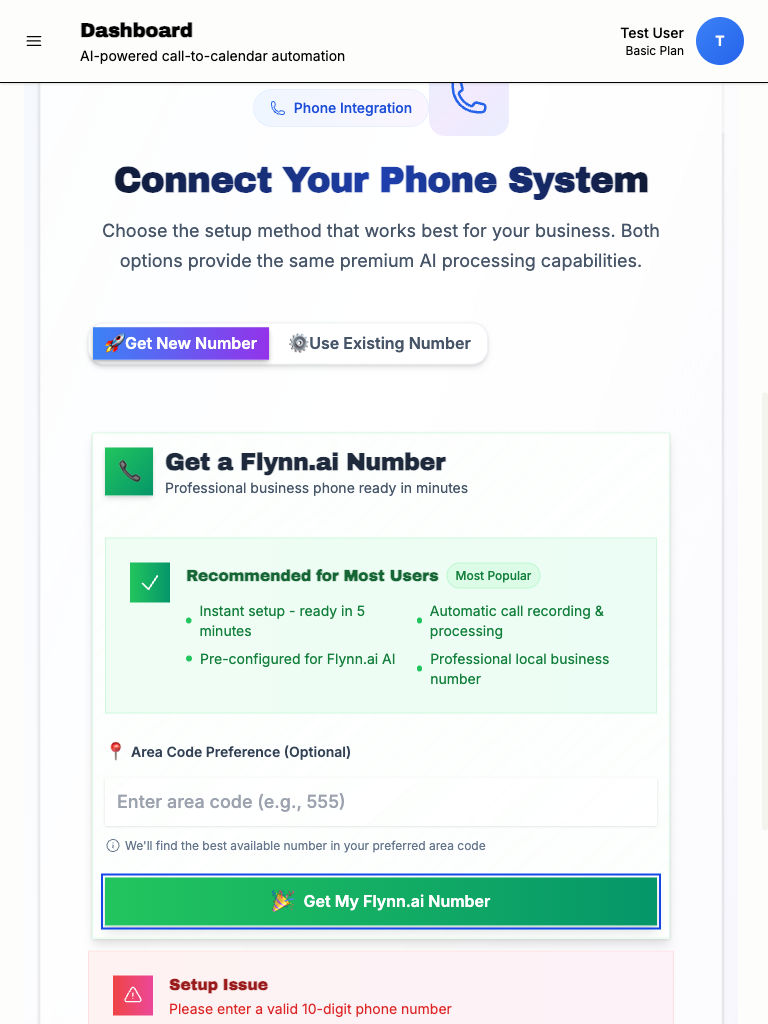 Dashboard
AI-powered call-to-calendar automation
Test User
Basic Plan
T
Phone Integration
Connect Your Phone System
Choose the setup method that works best for your business. Both
options provide the same premium AI processing capabilities.
🚀Get New Number
⚙️Use Existing Number
Get a Flynn.ai Number
Professional business phone ready in minutes
Recommended for Most Users
Most Popular
Instant setup - ready in 5
minutes
Automatic call recording &
processing
Pre-configured for Flynn.ai AI
Professional local business
number
📍 Area Code Preference (Optional)
Enter area code (e.g., 555)
We'll find the best available number in your preferred area code
🎉 Get My Flynn.ai Number
Setup Issue
Please enter a valid 10-digit phone number